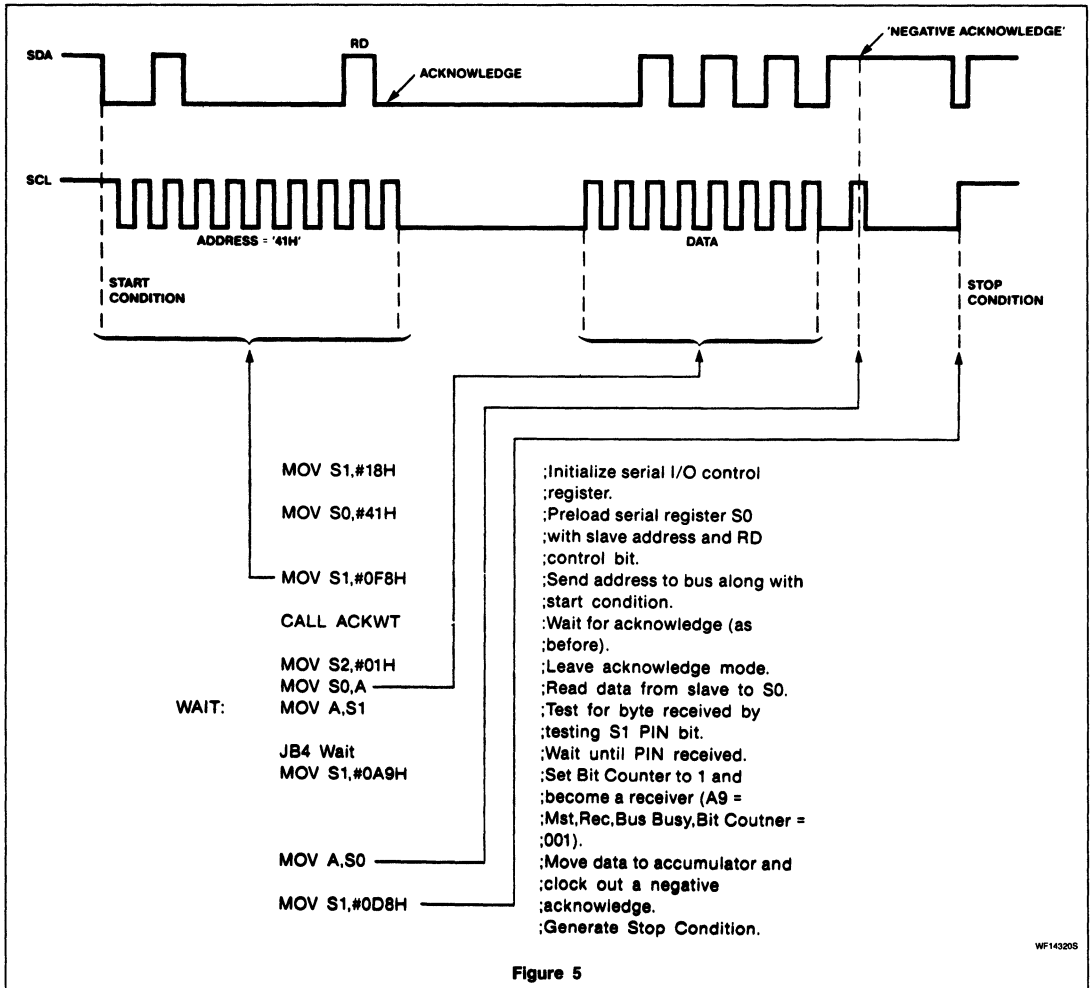 'NEGATIVE ACKNOWLEDGE'
RD
SDA
ACKNOWLEDGE
SCL
ADDRESS = '41H'
DATA
START
CONDITION
STOP
CONDITION
MOV S1,#18H ;Initialize serial I/O control
;register.
MOV S0,#41H ;Preload serial register S0
;with slave address and RD
;control bit.
MOV S1,#0F8H ;Send address to bus along with
;start condition.
CALL ACKWT :Wait for acknowledge (as
;before).
MOV S2,#01H ;Leave acknowledge mode.
MOV S0,A ;Read data from slave to S0.
WAIT: MOV A,S1 ;Test for byte received by
;testing S1 PIN bit.
JB4 Wait ;Wait until PIN received.
MOV S1,#0A9H ;Set Bit Counter to 1 and
;become a receiver (A9 =
;Mst,Rec,Bus Busy,Bit Coutner =
;001).
MOV A,S0 ;Move data to accumulator and
;clock out a negative
MOV S1,#0D8H ;acknowledge.
;Generate Stop Condition.
WF14320S
Figure 5